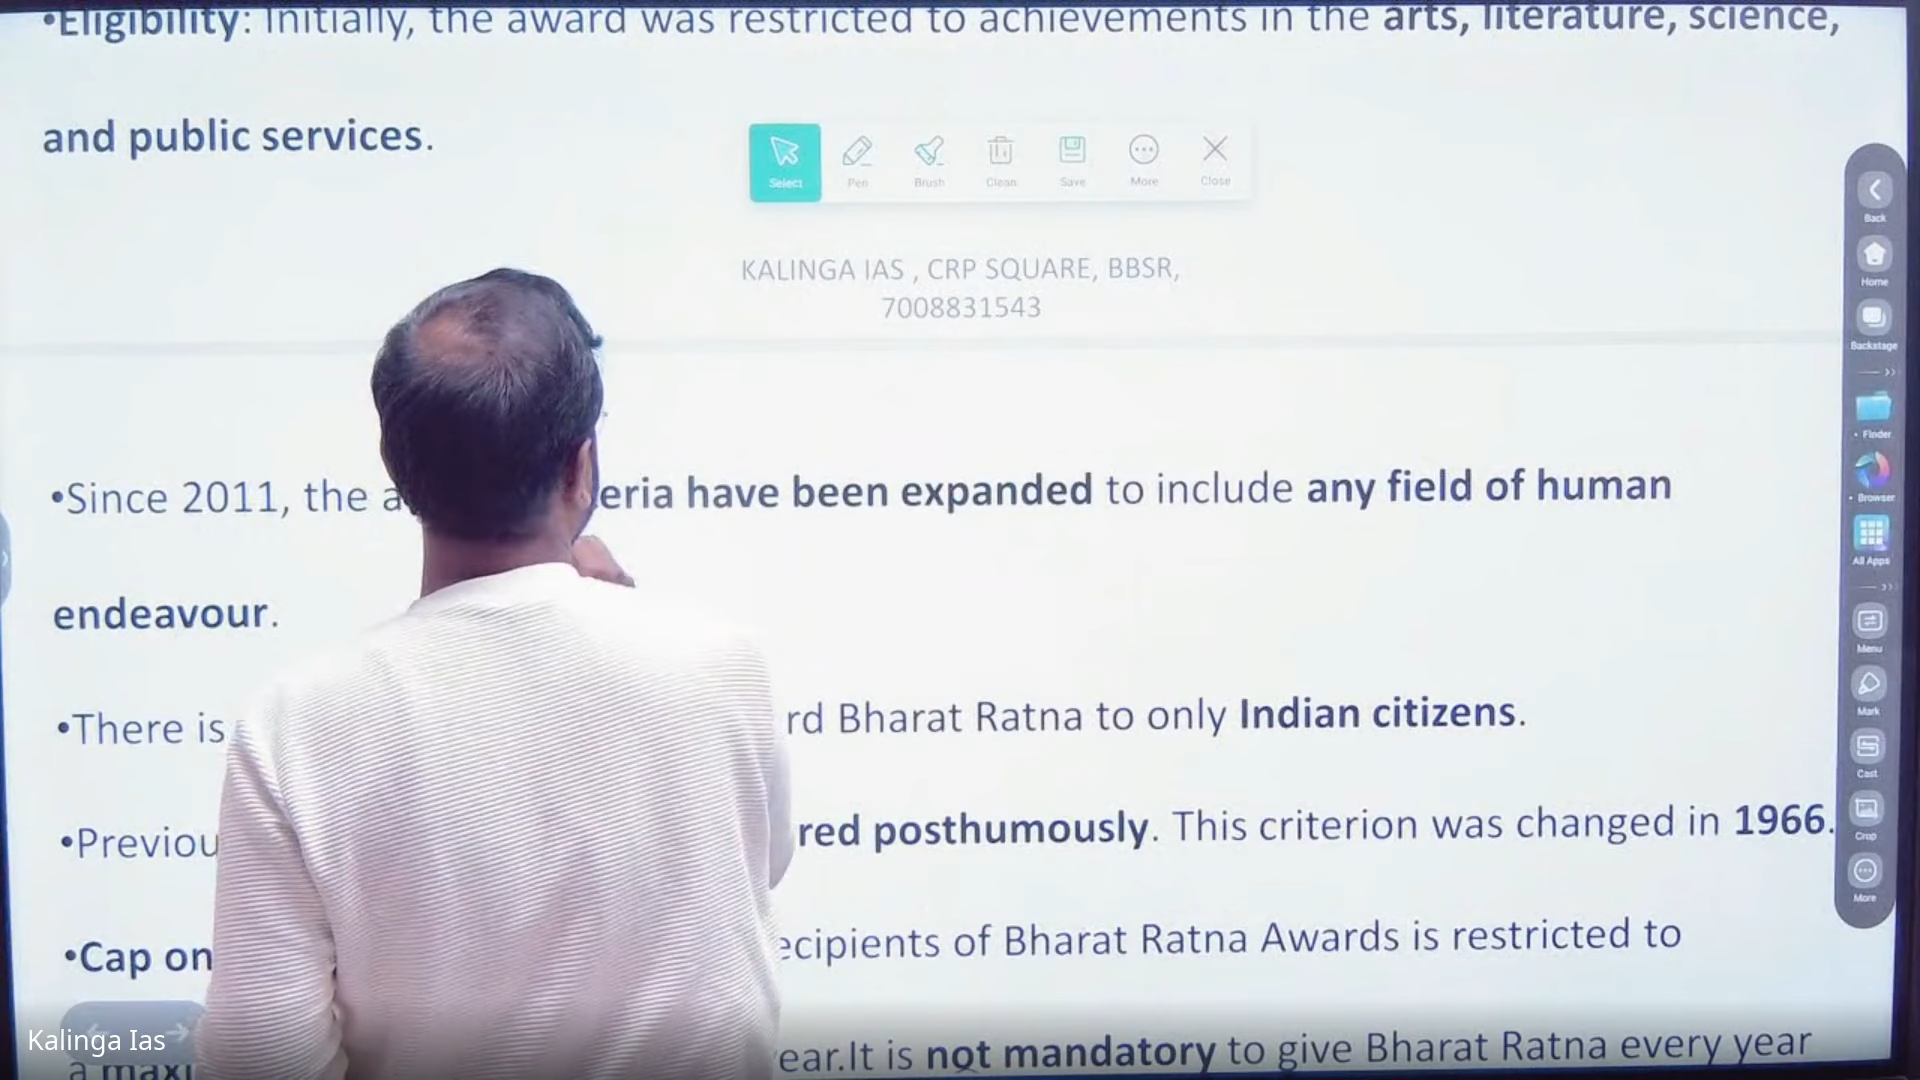 •Eligibility: Initially, the award was restricted to achievements in the arts, literature, science,
and public services.
Select Pen Brush Clean Save More Close
KALINGA IAS , CRP SQUARE, BBSR,
7008831543
•Since 2011, the a eria have been expanded to include any field of human
endeavour.
•There is rd Bharat Ratna to only Indian citizens.
•Previou red posthumously. This criterion was changed in 1966.
•Cap on ecipients of Bharat Ratna Awards is restricted to
a maxi ear.It is not mandatory to give Bharat Ratna every year
Back
Home
Backstage
• Finder
• Browser
All Apps
Menu
Mark
Cast
Crop
More
Kalinga Ias